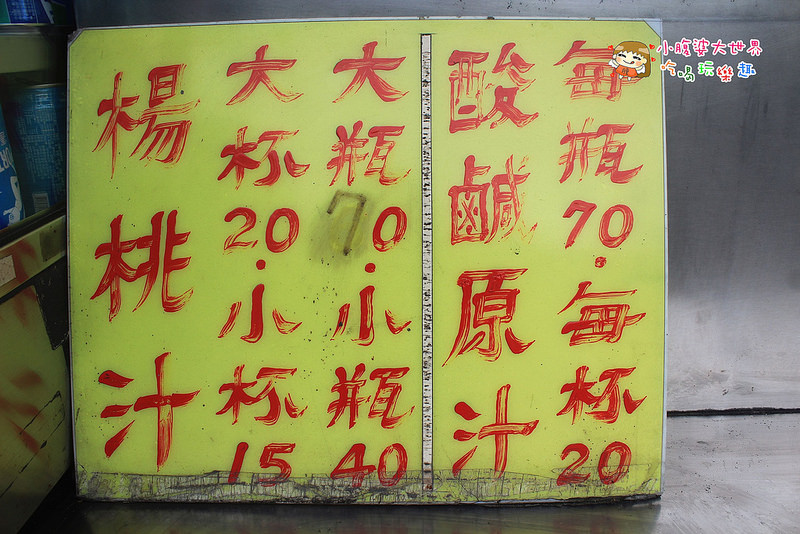 每瓶70.每杯20
酸鹹原汁
大瓶70.小瓶40
大杯20.小杯15
楊桃汁
小腹婆大世界
吃喝玩樂趣